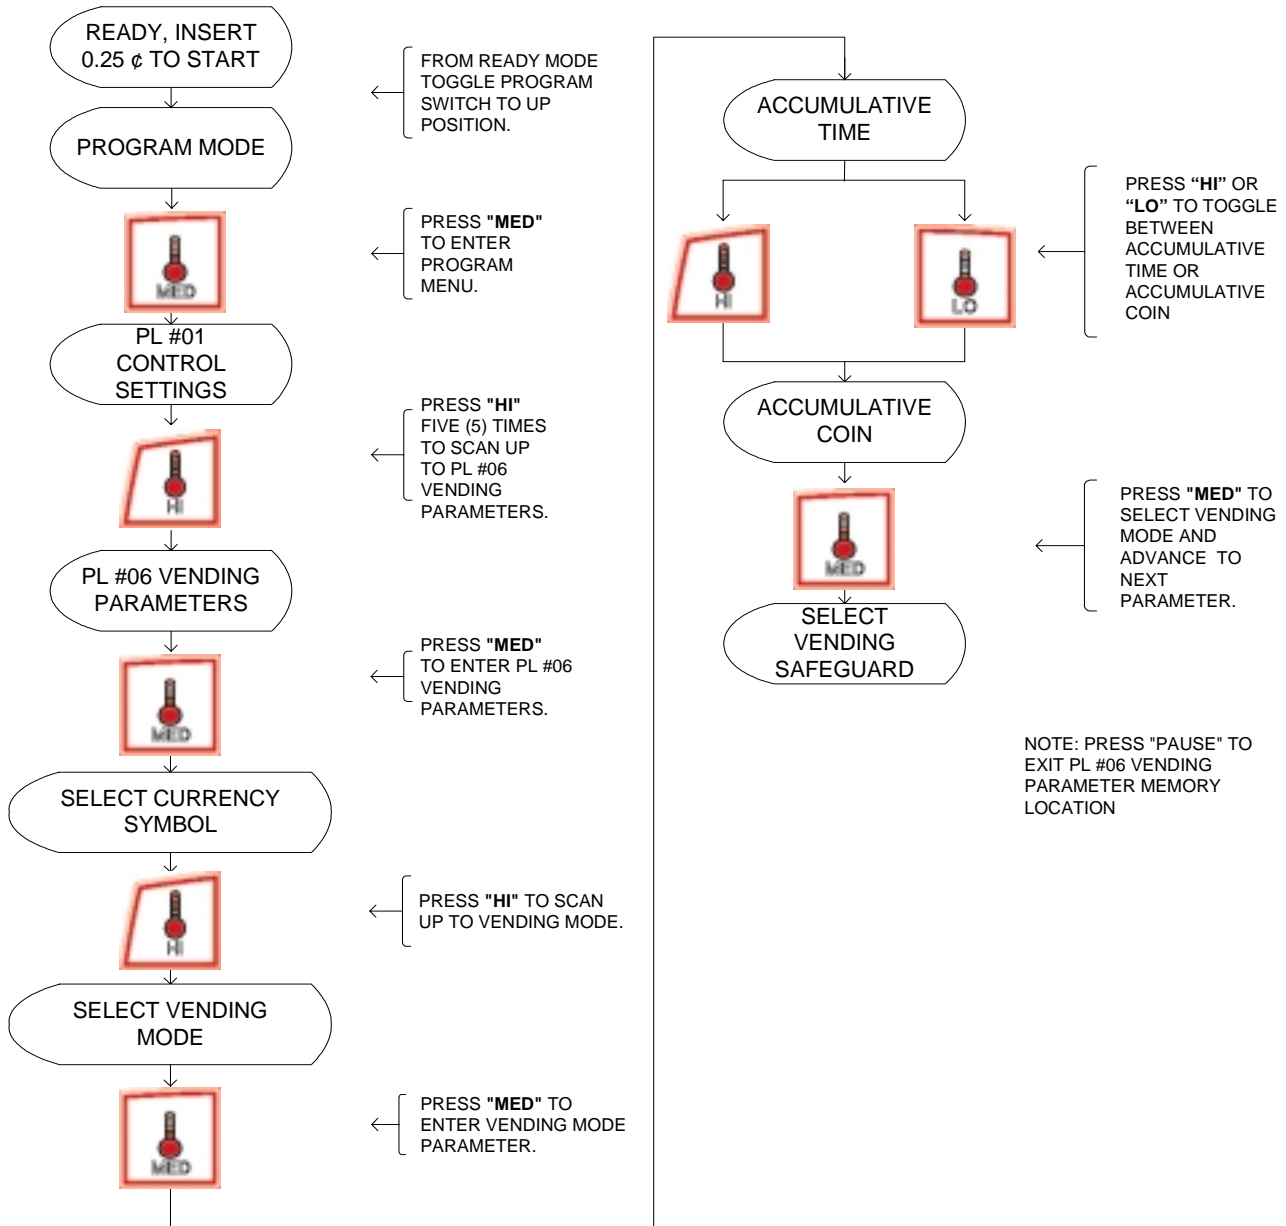 READY, INSERT
0.25 ¢ TO START
FROM READY MODE
TOGGLE PROGRAM
SWITCH TO UP
POSITION.
PROGRAM MODE
MED
PRESS "MED"
TO ENTER
PROGRAM
MENU.
PL #01
CONTROL
SETTINGS
HI
PRESS "HI"
FIVE (5) TIMES
TO SCAN UP
TO PL #06
VENDING
PARAMETERS.
PL #06 VENDING
PARAMETERS
MED
PRESS "MED"
TO ENTER PL #06
VENDING
PARAMETERS.
SELECT CURRENCY
SYMBOL
HI
PRESS "HI" TO SCAN
UP TO VENDING MODE.
SELECT VENDING
MODE
MED
PRESS "MED" TO
ENTER VENDING MODE
PARAMETER.
ACCUMULATIVE
TIME
HI
LO
PRESS “HI” OR
“LO” TO TOGGLE
BETWEEN
ACCUMULATIVE
TIME OR
ACCUMULATIVE
COIN
ACCUMULATIVE
COIN
MED
PRESS "MED" TO
SELECT VENDING
MODE AND
ADVANCE TO
NEXT
PARAMETER.
SELECT
VENDING
SAFEGUARD
NOTE: PRESS "PAUSE" TO
EXIT PL #06 VENDING
PARAMETER MEMORY
LOCATION